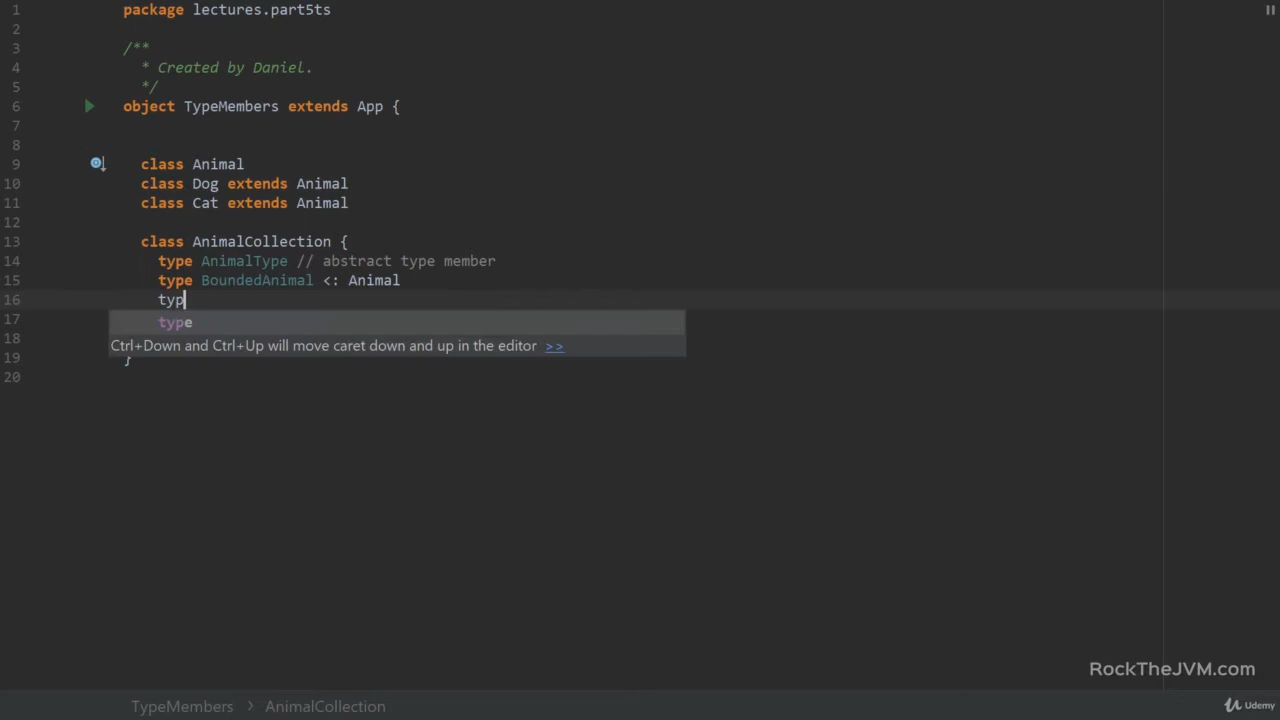 1 package lectures.part5ts
2
3 /**
4 * Created by Daniel.
5 */
6 object TypeMembers extends App {
7
8
9 class Animal
10 class Dog extends Animal
11 class Cat extends Animal
12
13 class AnimalCollection {
14 type AnimalType // abstract type member
15 type BoundedAnimal <: Animal
16 typ
17 type
18 Ctrl+Down and Ctrl+Up will move caret down and up in the editor >>
19 }
20
RockTheJVM.com
TypeMembers > AnimalCollection
Udemy